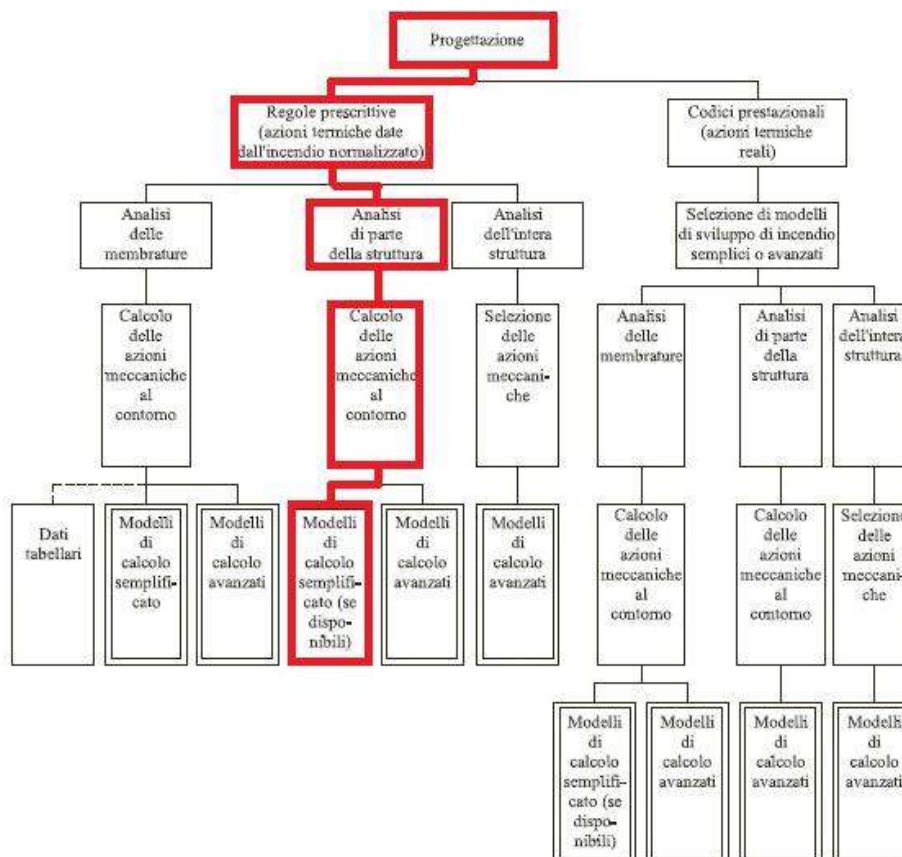 Progettazione
Regole prescrittive
(azioni termiche date
dall'incendio normalizzato)
Codici prestazionali
(azioni termiche
reali)
Analisi
delle
membrature
Analisi
di parte
della struttura
Analisi
dell'intera
struttura
Selezione di modelli
di sviluppo di incendio
semplici o avanzati
Calcolo
delle
azioni
meccaniche
al
contorno
Calcolo
delle
azioni
meccaniche
al
contorno
Selezione
delle
azioni
meccani-
che
Analisi
delle
membrature
Analisi
di parte
della
struttura
Analisi
dell'intera
struttura
Dati
tabellari
Modelli
di
calcolo
semplifi-
cato
Modelli
di
calcolo
avanzati
Modelli
di
calcolo
semplifi-
cato (se
dispo-
nibili)
Modelli
di
calcolo
avanzati
Modelli
di
calcolo
avanzati
Calcolo
delle
azioni
meccaniche
al
contorno
Calcolo
delle
azioni
meccaniche
al
contorno
Selezione
delle
azioni
meccani-
che
Modelli
di
calcolo
semplifi-
cato (se
dispo-
nibili)
Modelli
di
calcolo
avanzati
Modelli
di
calcolo
avanzati
Modelli
di
calcolo
avanzati